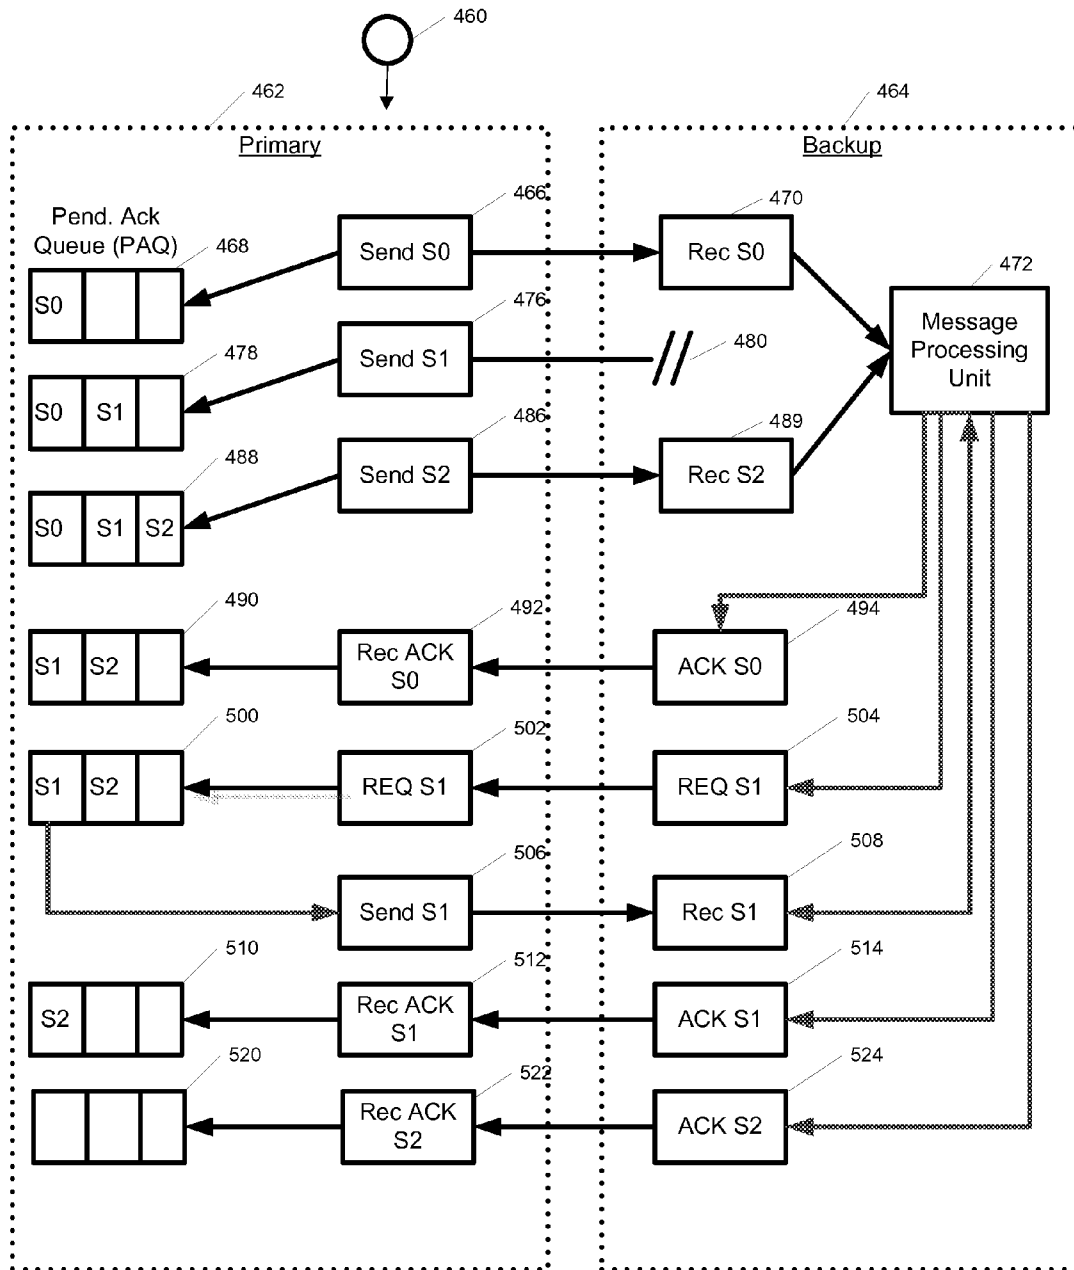 460
462
464
Primary
Backup
466
470
Pend. Ack
Queue (PAQ)
468
Send S0
Rec S0
472
S0
476
Message
Processing
Unit
478
Send S1
480
S0 S1
486
489
488
Send S2
Rec S2
S0 S1 S2
490
492
494
S1 S2
Rec ACK
S0
ACK S0
500
502
504
S1 S2
REQ S1
REQ S1
506
508
Send S1
Rec S1
510
512
514
S2
Rec ACK
S1
ACK S1
520
522
524
Rec ACK
S2
ACK S2